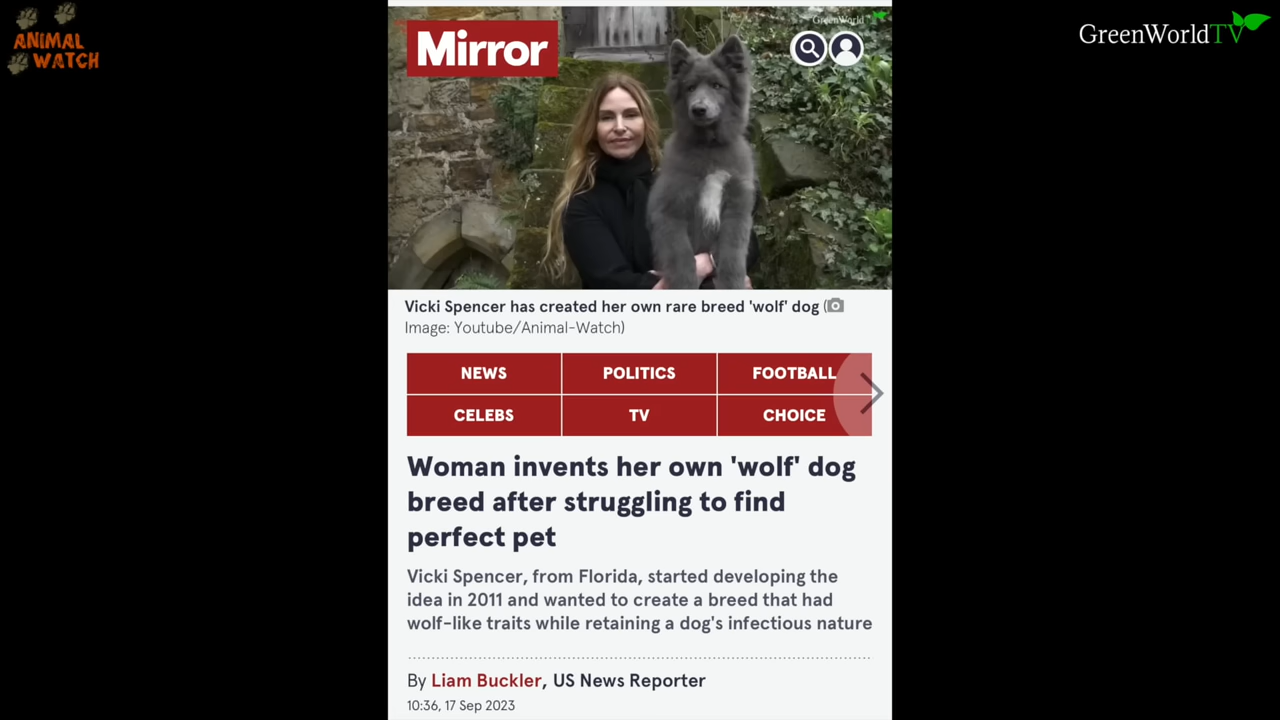 ANIMAL
WATCH
GreenWorldTV
GreenWorld
Mirror
Vicki Spencer has created her own rare breed 'wolf' dog (
Image: Youtube/Animal-Watch)
NEWS POLITICS FOOTBALL
CELEBS TV CHOICE
Woman invents her own 'wolf' dog
breed after struggling to find
perfect pet
Vicki Spencer, from Florida, started developing the
idea in 2011 and wanted to create a breed that had
wolf-like traits while retaining a dog's infectious nature
By Liam Buckler, US News Reporter
10:36, 17 Sep 2023